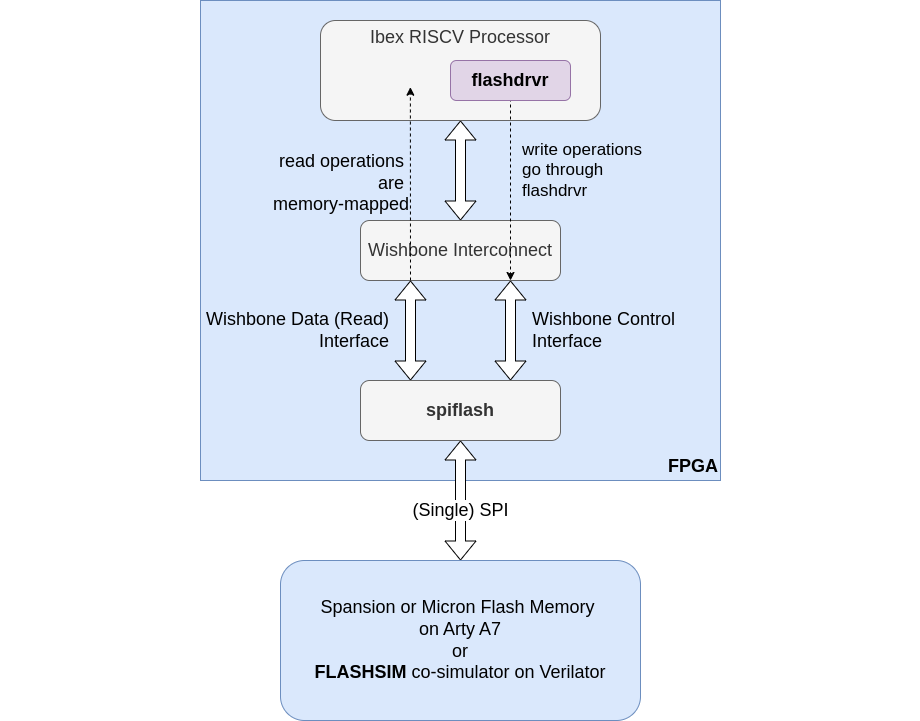 Ibex RISCV Processor
flashdrvr
read operations
are
memory-mapped
write operations
go through
flashdrvr
Wishbone Interconnect
Wishbone Data (Read)
Interface
Wishbone Control
Interface
spiflash
FPGA
(Single) SPI
Spansion or Micron Flash Memory
on Arty A7
or
FLASHSIM co-simulator on Verilator